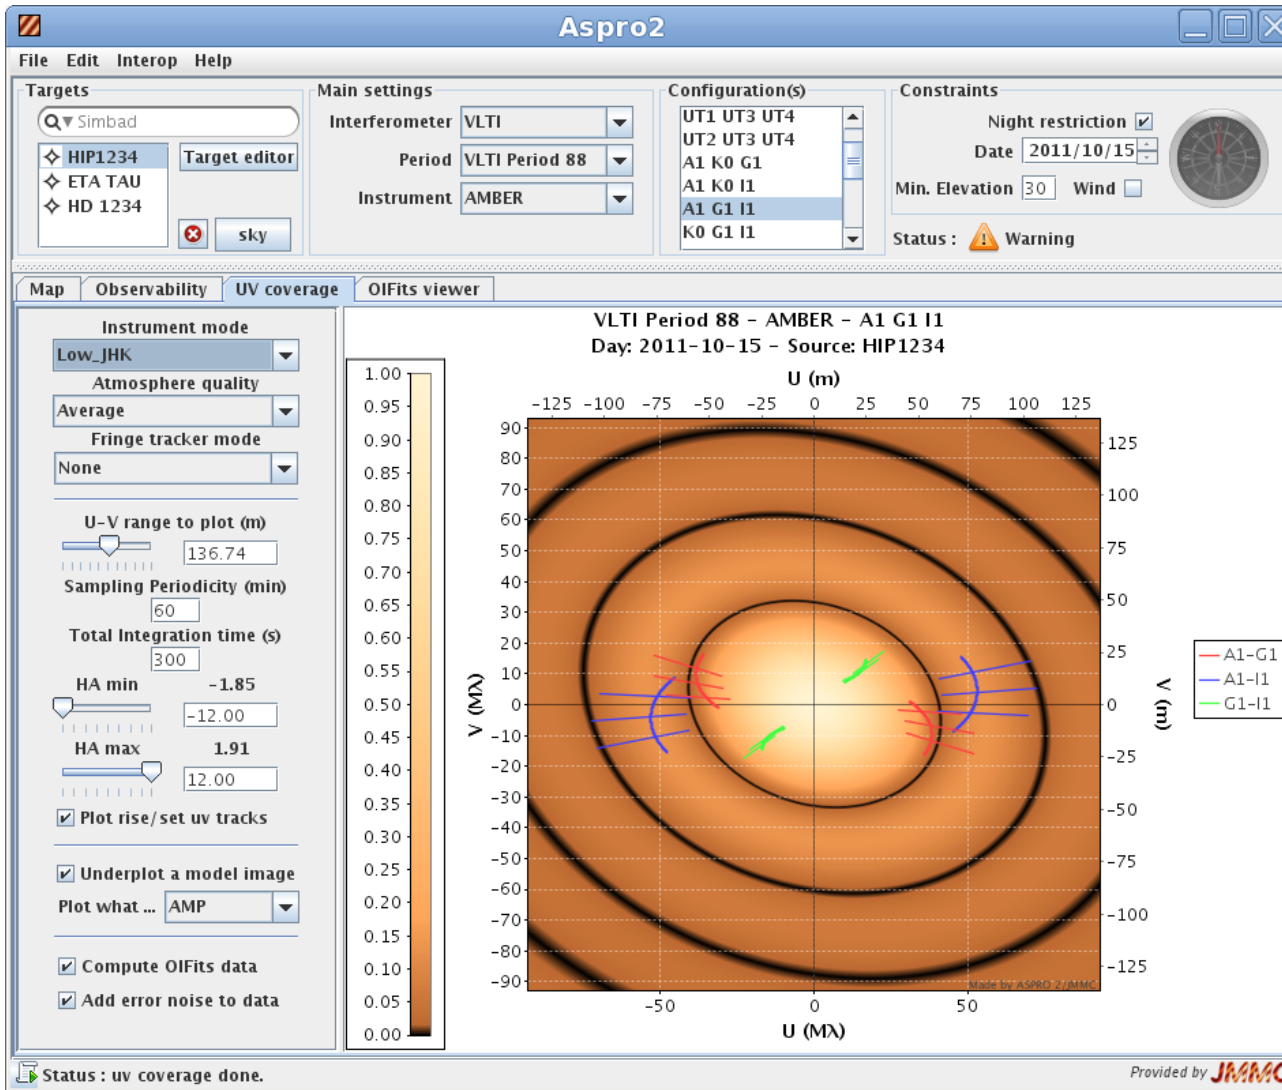 Aspro2
File Edit Interop Help
Targets
Simbad
HIP1234
ETA TAU
HD 1234
Target editor
sky
Main settings
Interferometer VLTI
Period VLTI Period 88
Instrument AMBER
Configuration(s)
UT1 UT3 UT4
UT2 UT3 UT4
A1 K0 G1
A1 K0 I1
A1 G1 I1
K0 G1 I1
Constraints
Night restriction
Date 2011/10/15
Min. Elevation 30 Wind
Status : Warning
Map Observability UV coverage OIFits viewer
Instrument mode
Low_JHK
Atmosphere quality
Average
Fringe tracker mode
None
U-V range to plot (m)
136.74
Sampling Periodicity (min)
60
Total Integration time (s)
300
HA min -1.85
-12.00
HA max 1.91
12.00
Plot rise/set uv tracks
Underplot a model image
Plot what ... AMP
Compute OIFits data
Add error noise to data
1.00
0.95
0.90
0.85
0.80
0.75
0.70
0.65
0.60
0.55
0.50
0.45
0.40
0.35
0.30
0.25
0.20
0.15
0.10
0.05
0.00
VLTI Period 88 - AMBER - A1 G1 I1
Day: 2011-10-15 - Source: HIP1234
U (m)
-125 -100 -75 -50 -25 0 25 50 75 100 125
V (Mλ)
90
80
70
60
50
40
30
20
10
0
-10
-20
-30
-40
-50
-60
-70
-80
-90
125
100
75
50
25
0
-25
-50
-75
-100
-125
V (m)
Made by ASPRO 2/JMMC
-50 0 50
U (Mλ)
A1-G1
A1-I1
G1-I1
Status : uv coverage done.
Provided by JMMC